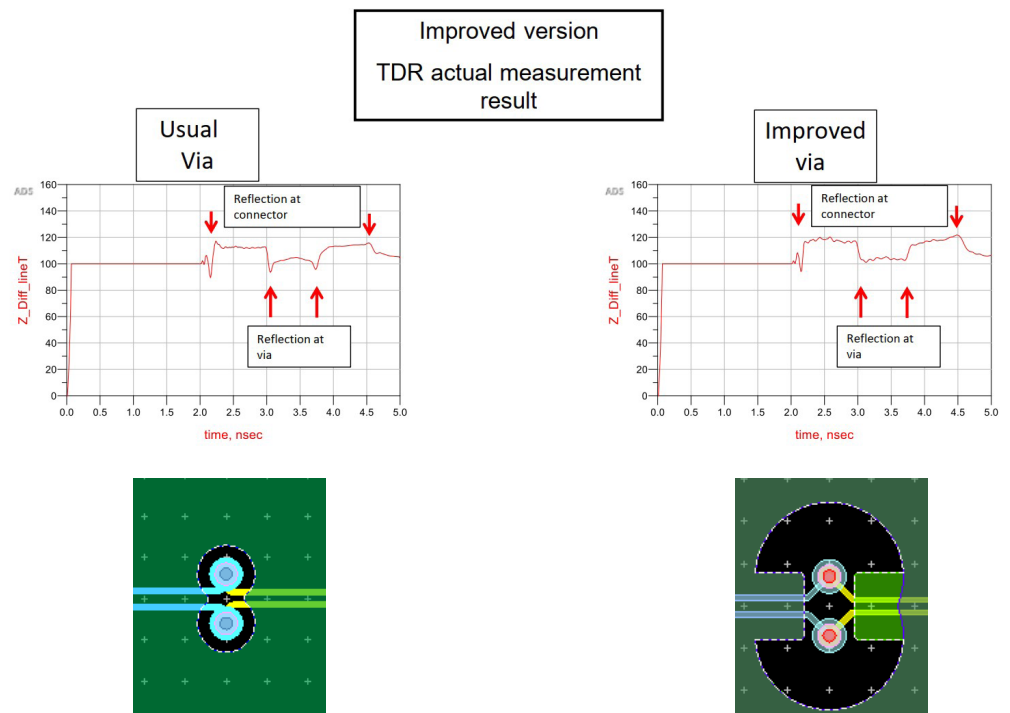 Improved version
TDR actual measurement
result
Usual
Via
Improved
via
ADS
160
140
120
100
80
60
40
20
0
Z_Diff_lineT
Reflection at
connector
Reflection at
via
0.0 0.5 1.0 1.5 2.0 2.5 3.0 3.5 4.0 4.5 5.0
time, nsec
ADS
160
140
120
100
80
60
40
20
0
Z_Diff_lineT
Reflection at
connector
Reflection at
via
0.0 0.5 1.0 1.5 2.0 2.5 3.0 3.5 4.0 4.5 5.0
time, nsec